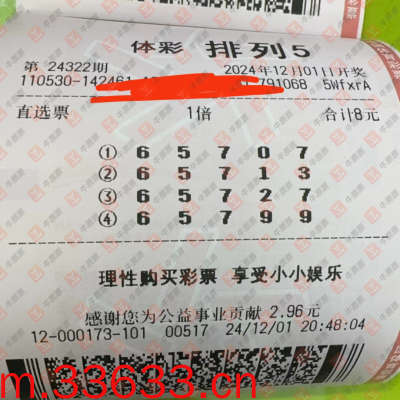 体彩 排列5
第 24322期 2024年12月01日开奖
110530-142461 791068 5WfxrA
直选票 1倍 合计8元
① 6 5 7 0 7
② 6 5 7 1 3
③ 6 5 7 2 7
④ 6 5 7 9 9
理性购买彩票 享受小小娱乐
感谢您为公益事业贡献 2.96元
12-000173-101 00517 24/12/01 20:48:04
m.33633.cn